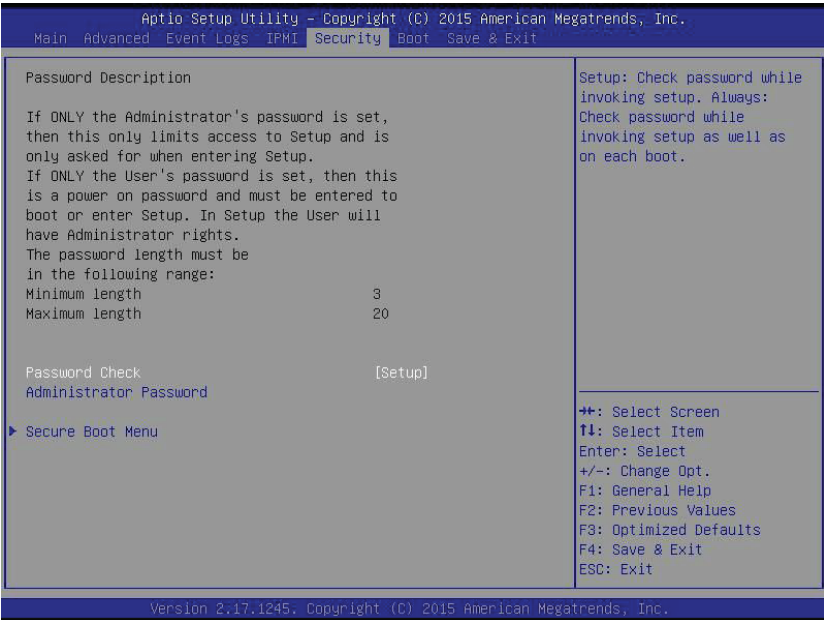 Aptio Setup Utility – Copyright (C) 2015 American Megatrends, Inc.
Main Advanced Event Logs IPMI Security Boot Save & Exit
Password Description
If ONLY the Administrator's password is set,
then this only limits access to Setup and is
only asked for when entering Setup.
If ONLY the User's password is set, then this
is a power on password and must be entered to
boot or enter Setup. In Setup the User will
have Administrator rights.
The password length must be
in the following range:
Minimum length 3
Maximum length 20
Password Check [Setup]
Administrator Password
Secure Boot Menu
Setup: Check password while
invoking setup. Always:
Check password while
invoking setup as well as
on each boot.
→←: Select Screen
↑↓: Select Item
Enter: Select
+/-: Change Opt.
F1: General Help
F2: Previous Values
F3: Optimized Defaults
F4: Save & Exit
ESC: Exit
Version 2.17.1245. Copyright (C) 2015 American Megatrends, Inc.